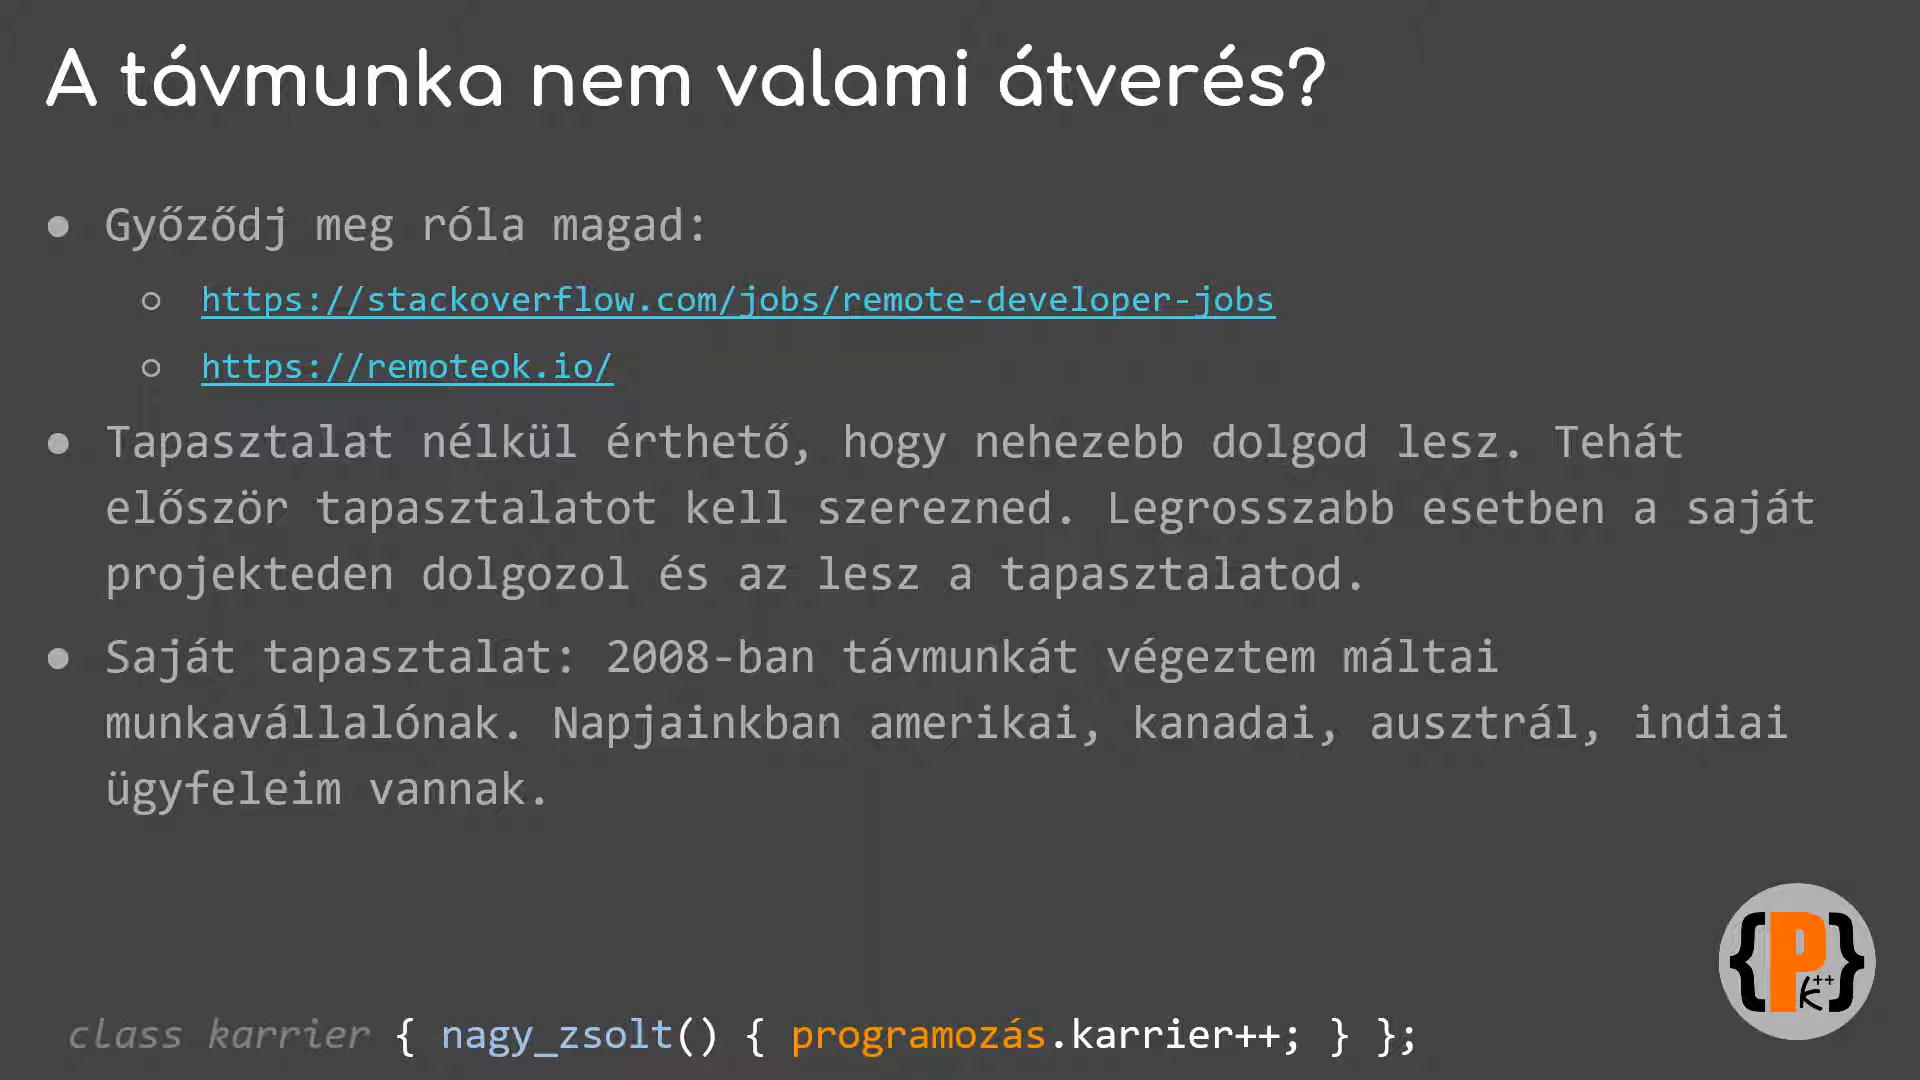 A távmunka nem valami átverés?
● Győződj meg róla magad:
○ https://stackoverflow.com/jobs/remote-developer-jobs
○ https://remoteok.io/
● Tapasztalat nélkül érthető, hogy nehezebb dolgod lesz. Tehát
először tapasztalatot kell szerezned. Legrosszabb esetben a saját
projekteden dolgozol és az lesz a tapasztalatod.
● Saját tapasztalat: 2008-ban távmunkát végeztem máltai
munkavállalónak. Napjainkban amerikai, kanadai, ausztrál, indiai
ügyfeleim vannak.
{P k++}
class karrier { nagy_zsolt() { programozás.karrier++; } };